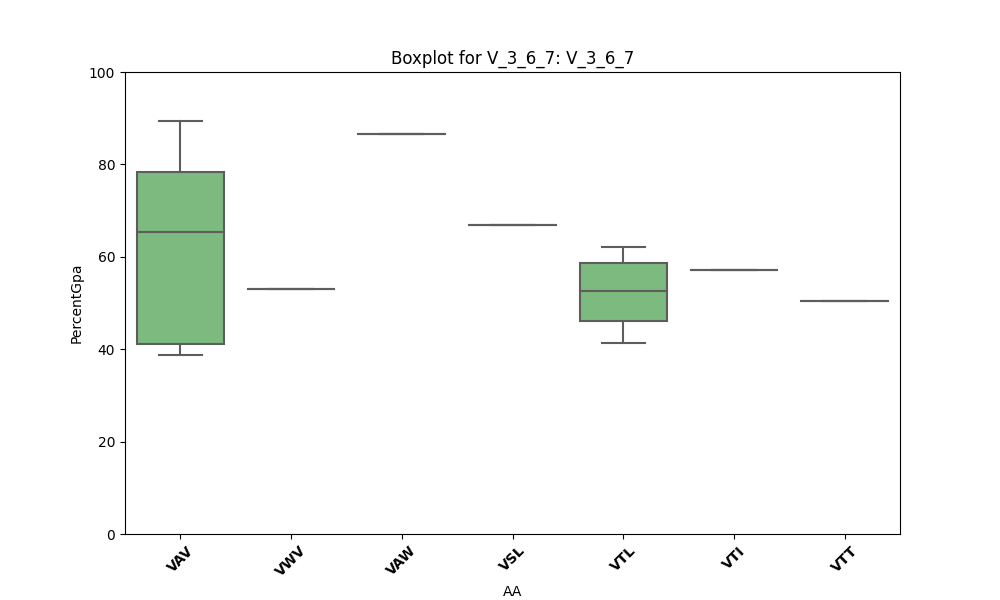 Boxplot for V_3_6_7: V_3_6_7
100
80
60
40
20
0
PercentGpa
VAV
VWV
VAW
VSL
VTL
VTI
VTT
AA